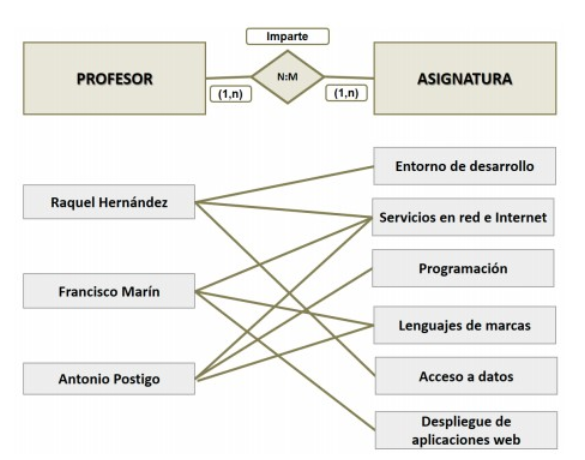 Imparte
PROFESOR
N:M
ASIGNATURA
(1,n)
(1,n)
Entorno de desarrollo
Raquel Hernández
Servicios en red e Internet
Programación
Francisco Marín
Lenguajes de marcas
Antonio Postigo
Acceso a datos
Despliegue de
aplicaciones web